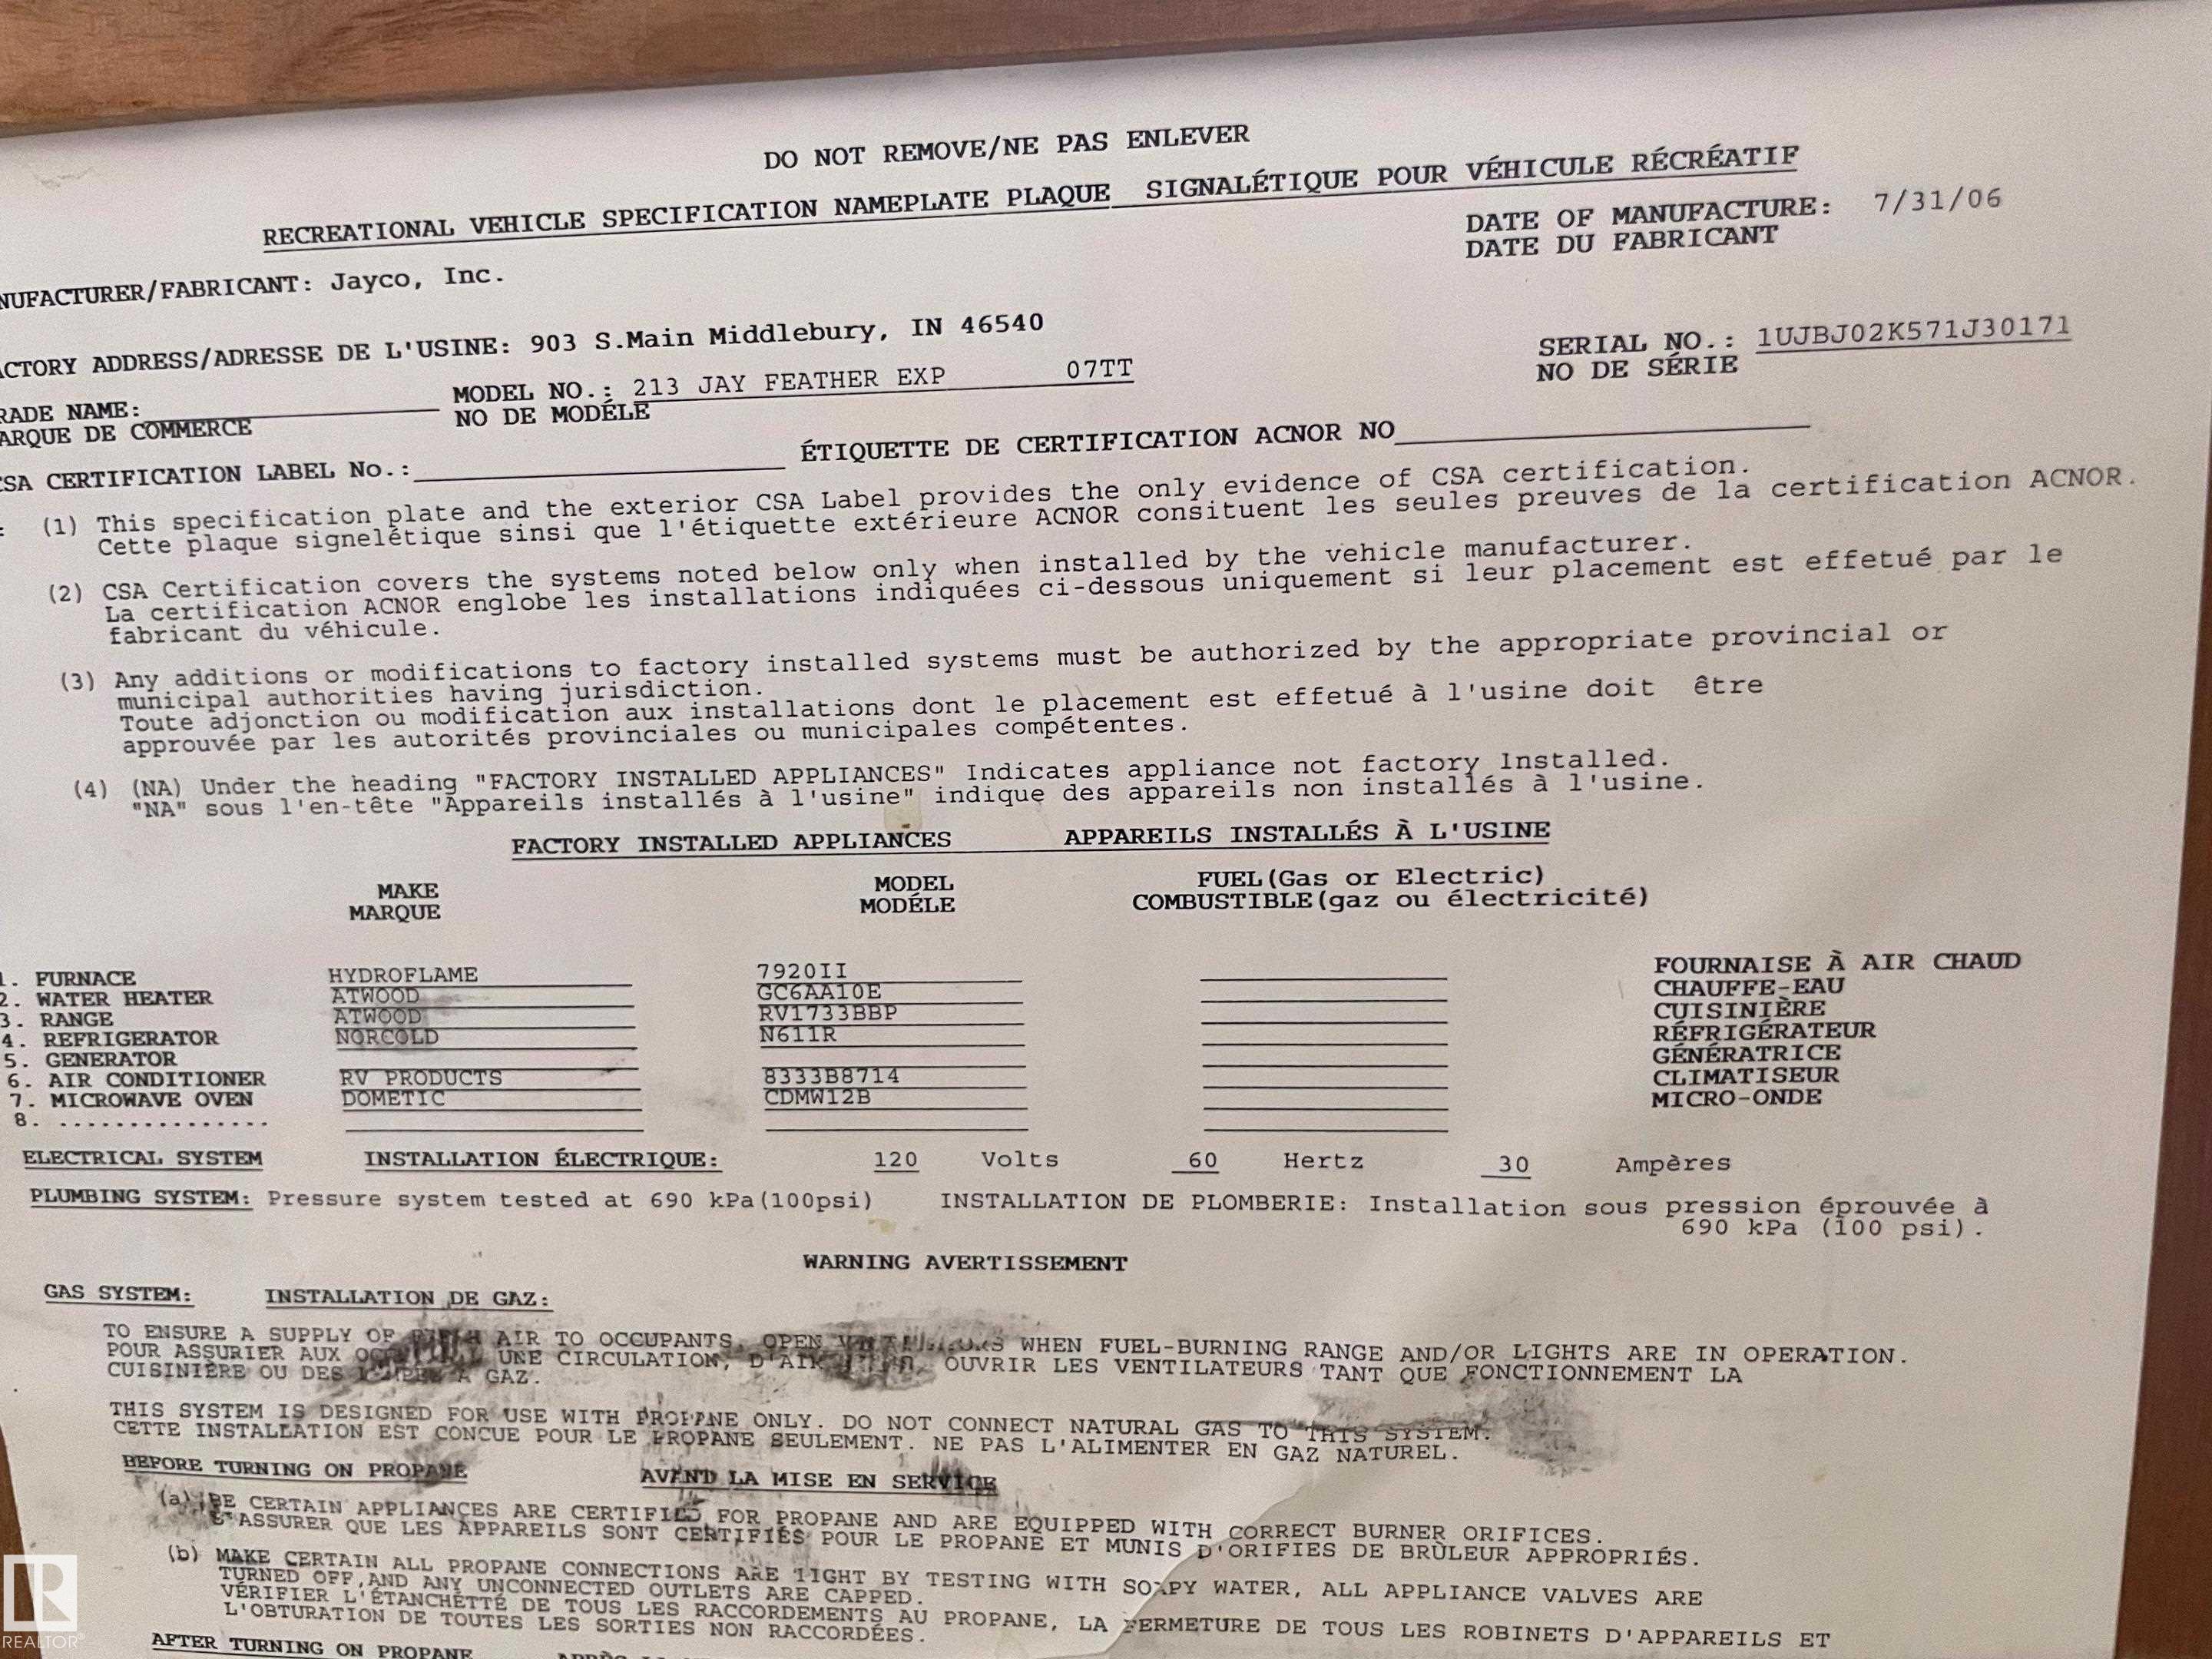 DO NOT REMOVE/NE PAS ENLEVER
RECREATIONAL VEHICLE SPECIFICATION NAMEPLATE PLAQUE SIGNALÉTIQUE POUR VÉHICULE RÉCRÉATIF
DATE OF MANUFACTURE: 7/31/06
DATE DU FABRICANT
NUFACTURER/FABRICANT: Jayco, Inc.
ACTORY ADDRESS/ADRESSE DE L'USINE: 903 S.Main Middlebury, IN 46540
SERIAL NO.: 1UJBJ02K571J30171
NO DE SÉRIE
RADE NAME: MODEL NO.: 213 JAY FEATHER EXP 07TT
ARQUE DE COMMERCE NO DE MODÉLE
CSA CERTIFICATION LABEL No.: ÉTIQUETTE DE CERTIFICATION ACNOR NO
: (1) This specification plate and the exterior CSA Label provides the only evidence of CSA certification.
Cette plaque signelétique sinsi que l'étiquette extérieure ACNOR consituent les seules preuves de la certification ACNOR.
(2) CSA Certification covers the systems noted below only when installed by the vehicle manufacturer.
La certification ACNOR englobe les installations indiquées ci-dessous uniquement si leur placement est effetué par le
fabricant du véhicule.
(3) Any additions or modifications to factory installed systems must be authorized by the appropriate provincial or
municipal authorities having jurisdiction.
Toute adjonction ou modification aux installations dont le placement est effetué à l'usine doit être
approuvée par les autorités provinciales ou municipales compétentes.
(4) (NA) Under the heading "FACTORY INSTALLED APPLIANCES" Indicates appliance not factory Installed.
"NA" sous l'en-tête "Appareils installés à l'usine" indique des appareils non installés à l'usine.
FACTORY INSTALLED APPLIANCES APPAREILS INSTALLÉS À L'USINE
MAKE MODEL FUEL(Gas or Electric)
MARQUE MODÉLE COMBUSTIBLE(gaz ou électricité)
1. FURNACE HYDROFLAME 7920II FOURNAISE À AIR CHAUD
2. WATER HEATER ATWOOD GC6AA10E CHAUFFE-EAU
3. RANGE ATWOOD RV1733BBP CUISINIÈRE
4. REFRIGERATOR NORCOLD N611R RÉFRIGÉRATEUR
5. GENERATOR GÉNÉRATRICE
6. AIR CONDITIONER RV PRODUCTS 8333B8714 CLIMATISEUR
7. MICROWAVE OVEN DOMETIC CDMW12B MICRO-ONDE
8. ...............
ELECTRICAL SYSTEM INSTALLATION ÉLECTRIQUE: 120 Volts 60 Hertz 30 Ampères
PLUMBING SYSTEM: Pressure system tested at 690 kPa(100psi) INSTALLATION DE PLOMBERIE: Installation sous pression éprouvée à
690 kPa (100 psi).
WARNING AVERTISSEMENT
GAS SYSTEM: INSTALLATION DE GAZ:
TO ENSURE A SUPPLY OF AIR TO OCCUPANTS, OPEN WHEN FUEL-BURNING RANGE AND/OR LIGHTS ARE IN OPERATION.
POUR ASSURIER AUX UNE CIRCULATION, D'AIR OUVRIR LES VENTILATEURS TANT QUE FONCTIONNEMENT LA
CUISINIÈRE OU DES A GAZ.
THIS SYSTEM IS DESIGNED FOR USE WITH PROPANE ONLY. DO NOT CONNECT NATURAL GAS TO THIS SYSTEM.
CETTE INSTALLATION EST CONCUE POUR LE PROPANE SEULEMENT. NE PAS L'ALIMENTER EN GAZ NATUREL.
BEFORE TURNING ON PROPANE AVEND LA MISE EN SERVICE
(a) BE CERTAIN APPLIANCES ARE CERTIFIED FOR PROPANE AND ARE EQUIPPED WITH CORRECT BURNER ORIFICES.
ASSURER QUE LES APPAREILS SONT CERTIFIÉS POUR LE PROPANE ET MUNIS D'ORIFIES DE BRÛLEUR APPROPRIÉS.
(b) MAKE CERTAIN ALL PROPANE CONNECTIONS ARE TIGHT BY TESTING WITH SOAPY WATER, ALL APPLIANCE VALVES ARE
TURNED OFF,AND ANY UNCONNECTED OUTLETS ARE CAPPED.
VÉRIFIER L'ÉTANCHETTÉ DE TOUS LES RACCORDEMENTS AU PROPANE, LA FERMETURE DE TOUS LES ROBINETS D'APPAREILS ET
L'OBTURATION DE TOUTES LES SORTIES NON RACCORDÉES.
AFTER TURNING ON PROPANE
REALTOR®